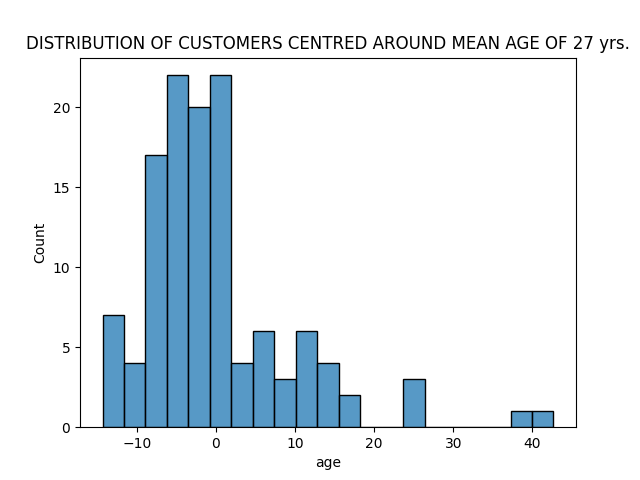 DISTRIBUTION OF CUSTOMERS CENTRED AROUND MEAN AGE OF 27 yrs.
Count
20
15
10
5
0
−10 0 10 20 30 40
age